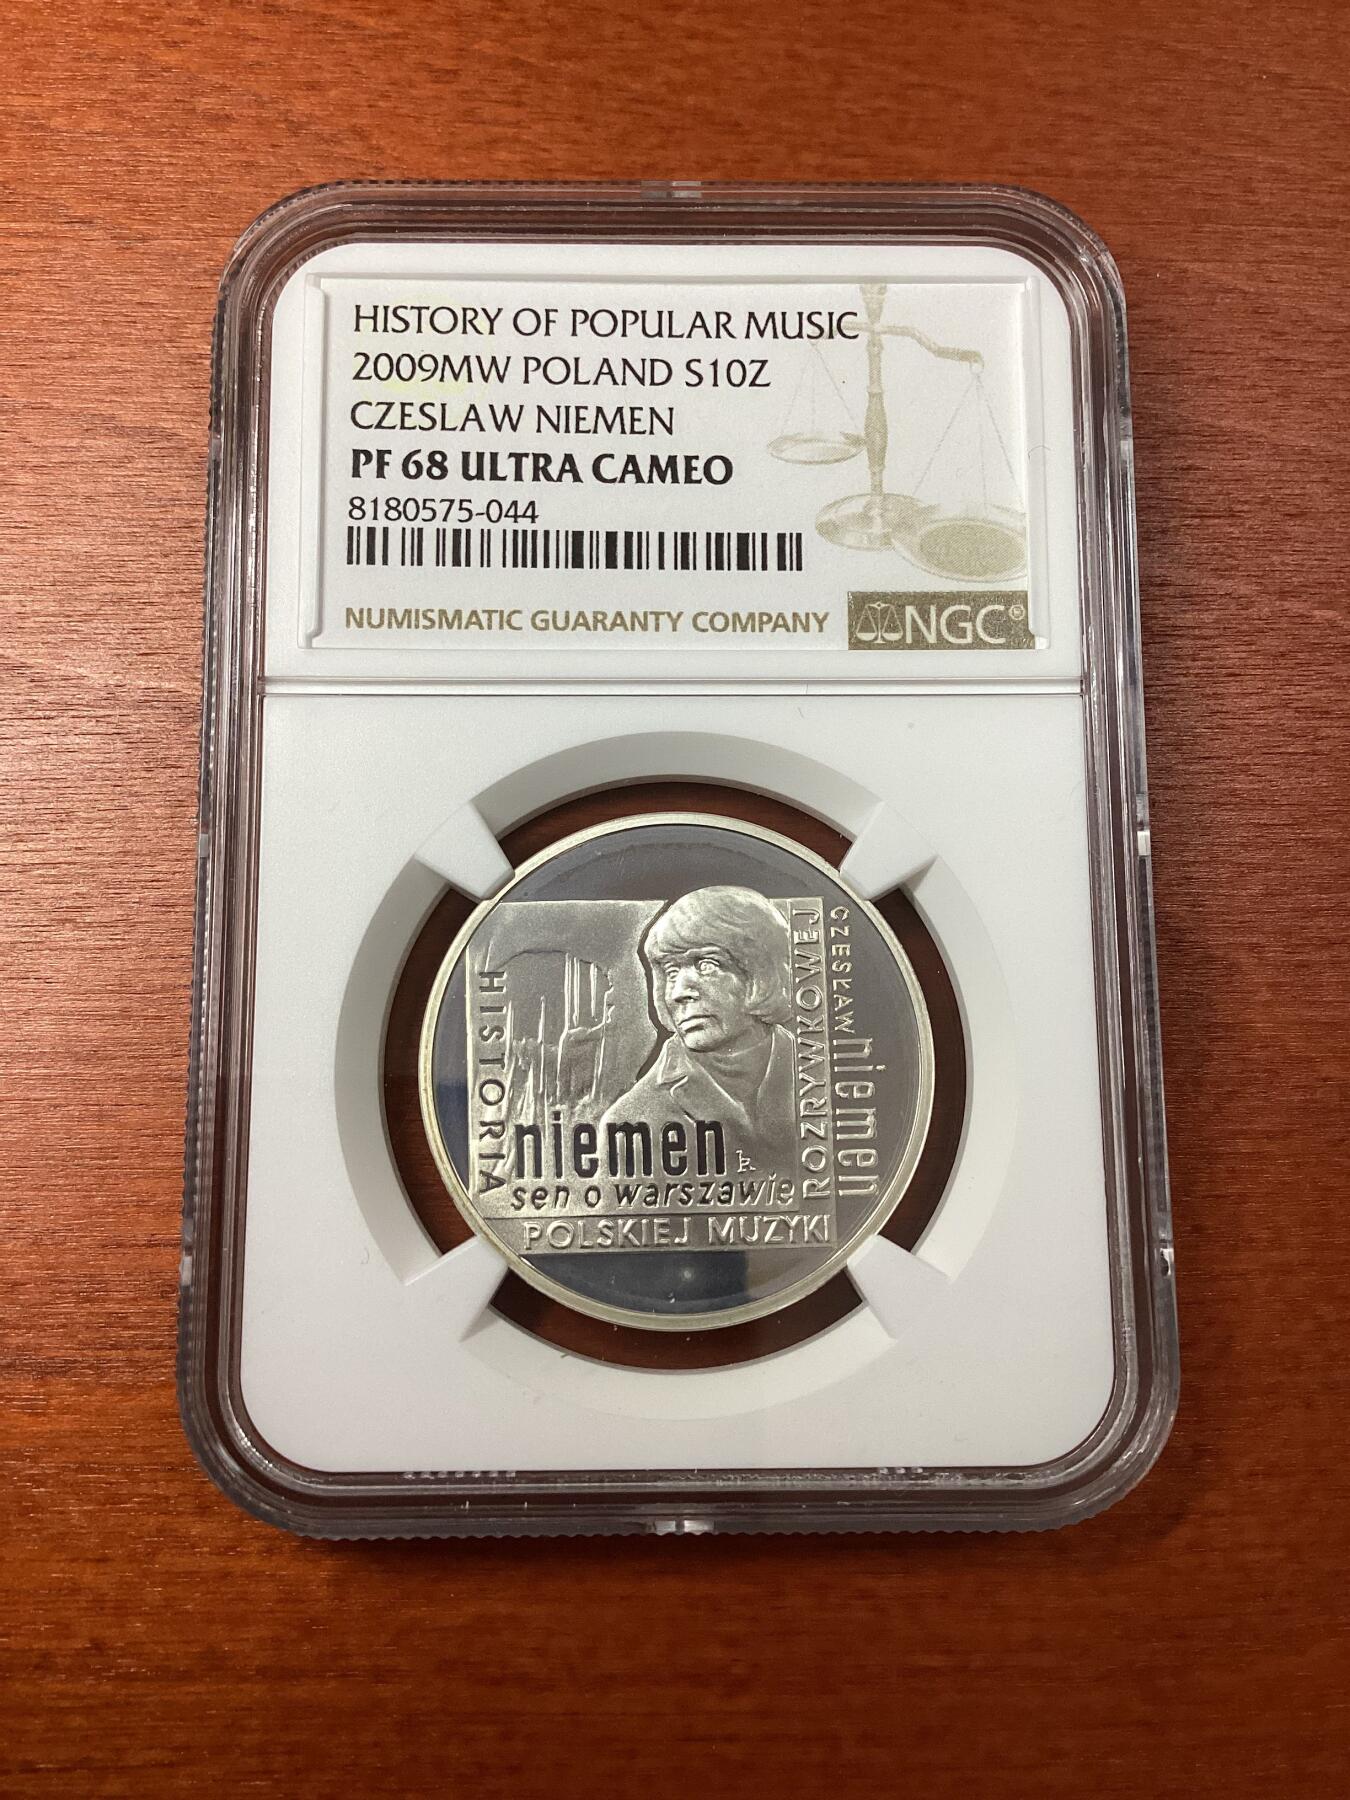 HISTORY OF POPULAR MUSIC
2009MW POLAND S10Z
CZESLAW NIEMEN
PF 68 ULTRA CAMEO
8180575-044
NUMISMATIC GUARANTY COMPANY
NGC®
HISTORIA
niemen
sen o warszawie
POLSKIEJ MUZYKI
ROZRYWKOWEJ
CZESŁAW niemen